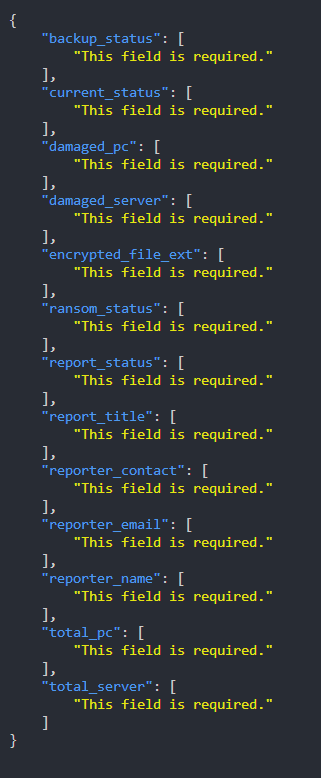 {
"backup_status": [
"This field is required."
],
"current_status": [
"This field is required."
],
"damaged_pc": [
"This field is required."
],
"damaged_server": [
"This field is required."
],
"encrypted_file_ext": [
"This field is required."
],
"ransom_status": [
"This field is required."
],
"report_status": [
"This field is required."
],
"report_title": [
"This field is required."
],
"reporter_contact": [
"This field is required."
],
"reporter_email": [
"This field is required."
],
"reporter_name": [
"This field is required."
],
"total_pc": [
"This field is required."
],
"total_server": [
"This field is required."
]
}